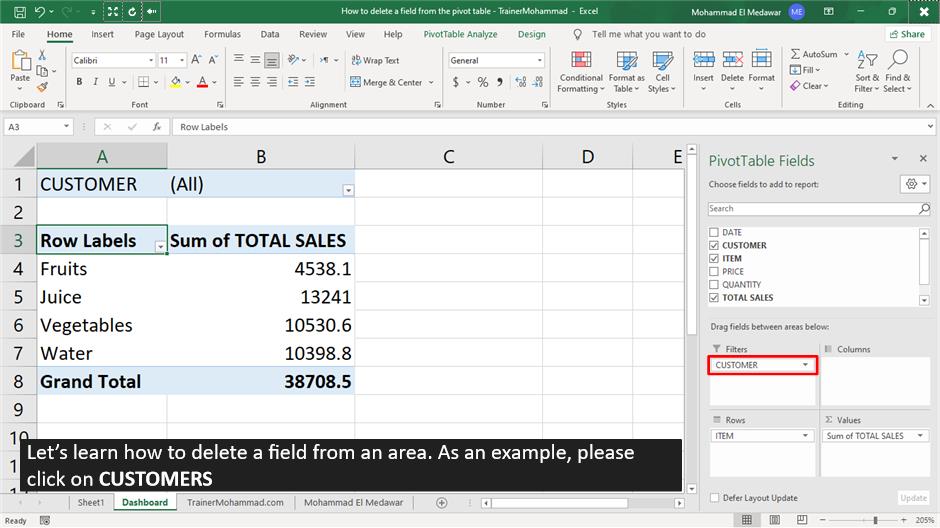 How to delete a field from the pivot table - TrainerMohammad - Excel
Mohammad El Medawar ME
File Home Insert Page Layout Formulas Data Review View Help PivotTable Analyze Design Tell me what you want to do Share
Paste
Clipboard
Calibri 11
B I U
Font
Wrap Text
Merge & Center
Alignment
General
$ % 9
Number
Conditional Formatting
Format as Table
Cell Styles
Styles
Insert Delete Format
Cells
AutoSum
Fill
Clear
Sort & Filter
Find & Select
Editing
A3 fx Row Labels
A B C D E
1 CUSTOMER (All)
2
3 Row Labels Sum of TOTAL SALES
4 Fruits 4538.1
5 Juice 13241
6 Vegetables 10530.6
7 Water 10398.8
8 Grand Total 38708.5
9
10
Let's learn how to delete a field from an area. As an example, please
click on CUSTOMERS
PivotTable Fields
Choose fields to add to report:
Search
DATE
CUSTOMER
ITEM
PRICE
QUANTITY
TOTAL SALES
Drag fields between areas below:
Filters
CUSTOMER
Columns
Rows
ITEM
Σ Values
Sum of TOTAL SALES
Defer Layout Update Update
Sheet1 Dashboard TrainerMohammad.com Mohammad El Medawar
Ready 205%